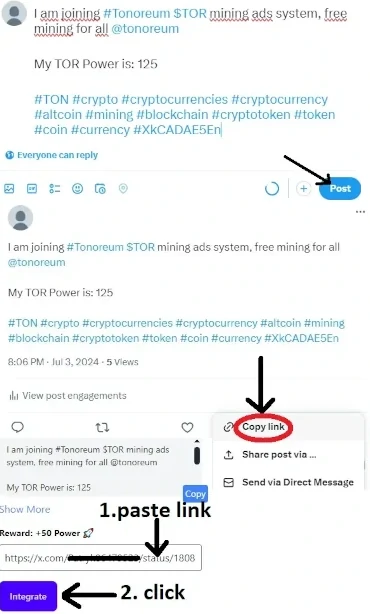 I am joining #Tonoreum $TOR mining ads system, free
mining for all @tonoreum
My TOR Power is: 125
#TON #crypto #cryptocurrencies #cryptocurrency
#altcoin #mining #blockchain #cryptotoken #token
#coin #currency #XkCADAE5En
Everyone can reply
GIF
Post
I am joining #Tonoreum $TOR mining ads system, free mining for all
@tonoreum
My TOR Power is: 125
#TON #crypto #cryptocurrencies #cryptocurrency #altcoin #mining
#blockchain #cryptotoken #token #coin #currency #XkCADAE5En
8:06 PM · Jul 3, 2024 · 5 Views
View post engagements
Copy link
Share post via ...
Send via Direct Message
I am joining #Tonoreum $TOR mining ads
system, free mining for all @tonoreum
My TOR Power is: 125
Copy
Show More
1.paste link
Reward: +50 Power 🚀
https://x.com/ /status/1808
Integrate
2. click